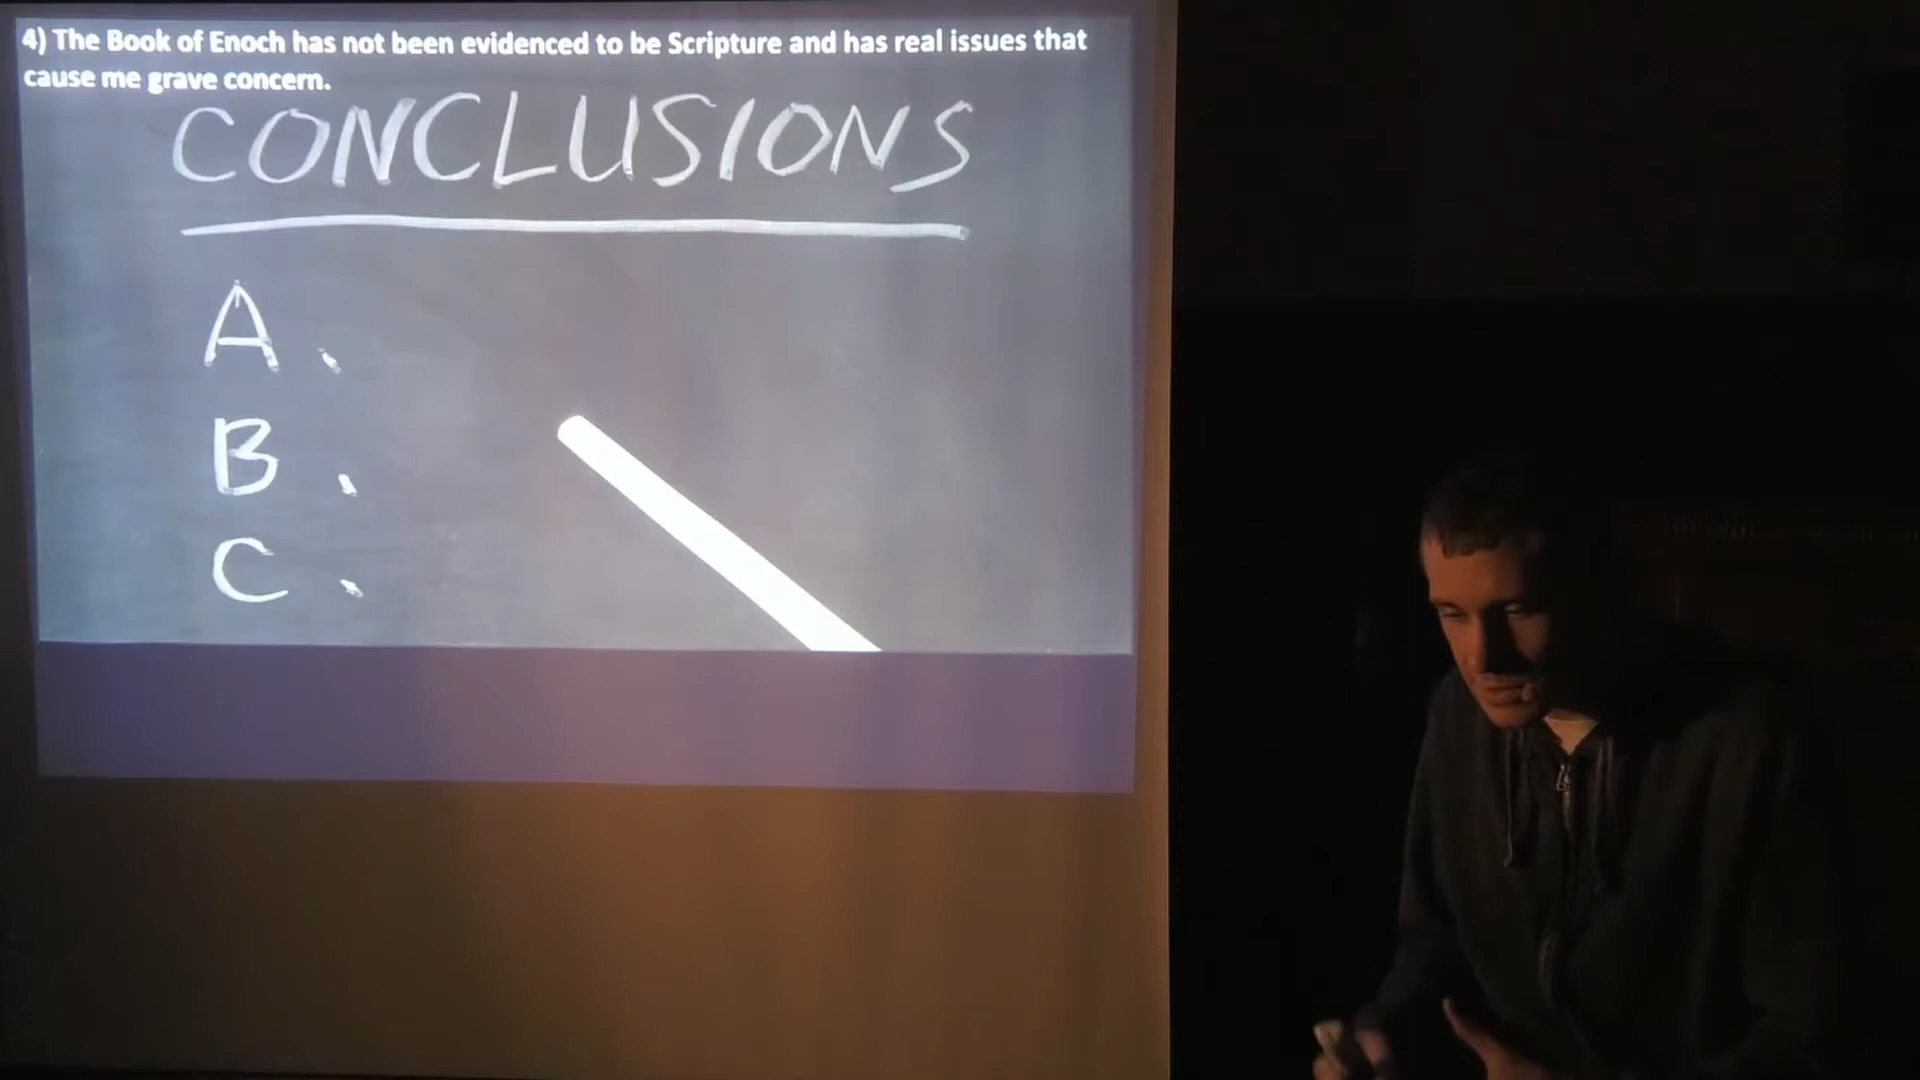 4) The Book of Enoch has not been evidenced to be Scripture and has real issues that
cause me grave concern.
CONCLUSIONS
A.
B.
C.